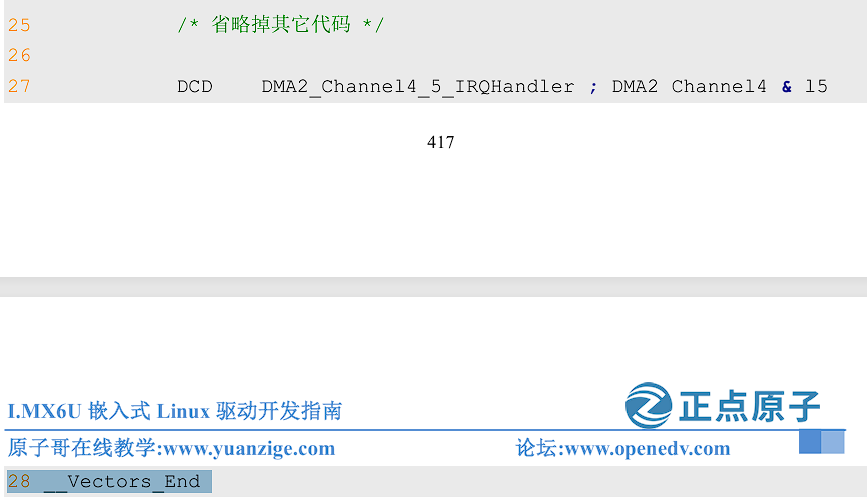 25 /* 省略掉其它代码 */
26
27 DCD DMA2_Channel4_5_IRQHandler ; DMA2 Channel4 & l5
417
正点原子
I.MX6U 嵌入式 Linux 驱动开发指南
原子哥在线教学:www.yuanzige.com 论坛:www.openedv.com
28 __Vectors_End